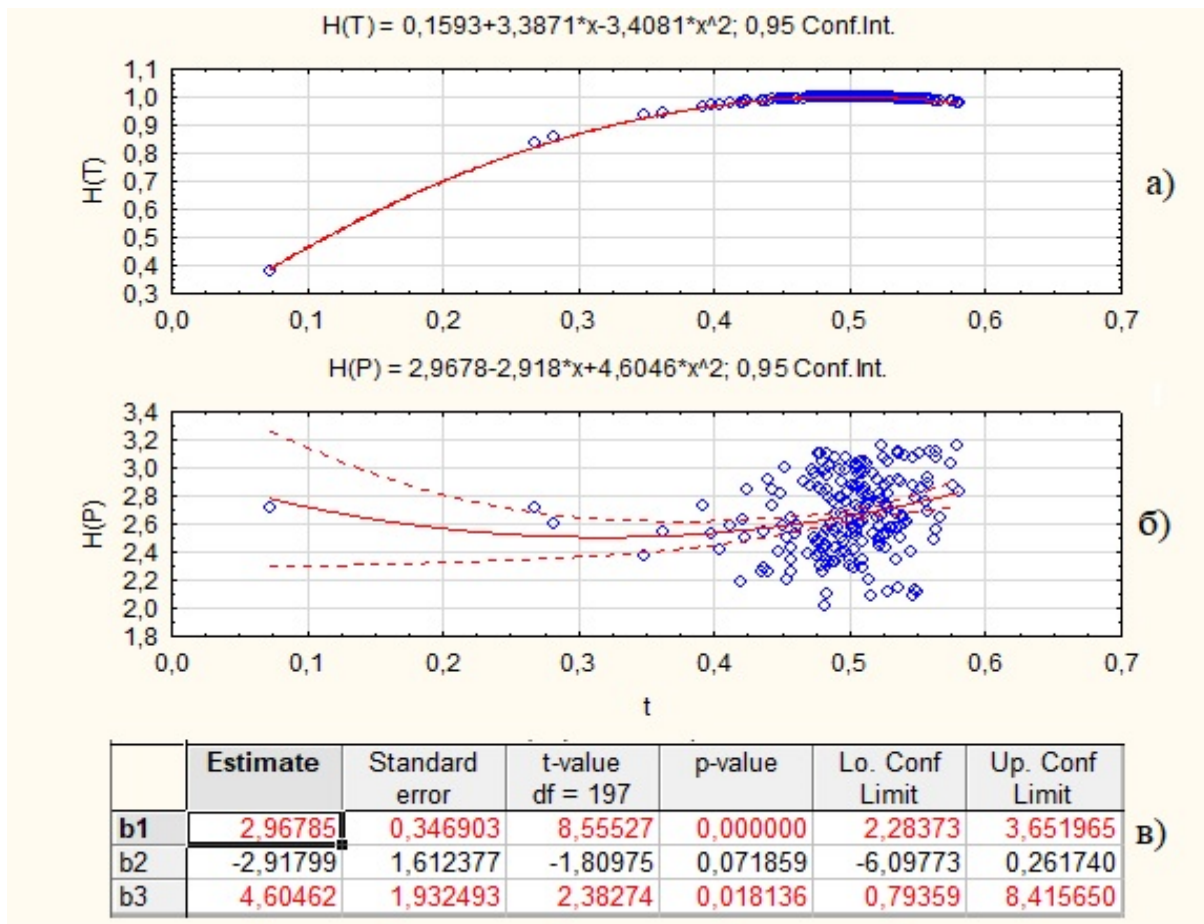 H(T) = 0,1593+3,3871*x-3,4081*x^2; 0,95 Conf.Int.
1,1
1,0
0,9
0,8
0,7
0,6
0,5
0,4
0,3
H(T)
а)
0,0 0,1 0,2 0,3 0,4 0,5 0,6 0,7
H(P) = 2,9678-2,918*x+4,6046*x^2; 0,95 Conf.Int.
3,4
3,2
3,0
2,8
2,6
2,4
2,2
2,0
1,8
H(P)
б)
0,0 0,1 0,2 0,3 0,4 0,5 0,6 0,7
t
Estimate Standard error t-value df = 197 p-value Lo. Conf Limit Up. Conf Limit
b1 2,96785 0,346903 8,55527 0,000000 2,28373 3,651965
b2 -2,91799 1,612377 -1,80975 0,071859 -6,09773 0,261740
b3 4,60462 1,932493 2,38274 0,018136 0,79359 8,415650
в)